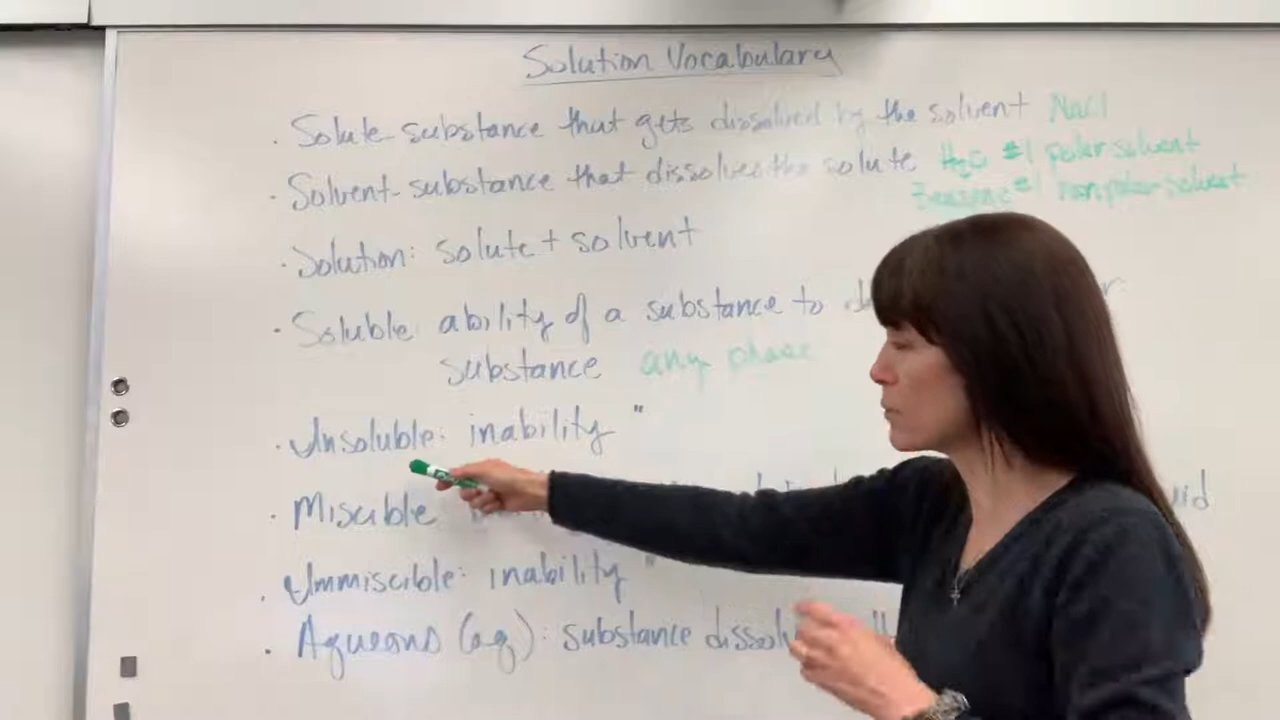 Solution Vocabulary
· Solute- substance that gets dissolved by the solvent NaCl
· Solvent- substance that dissolves the solute H₂O #1 polar solvent
Benzene #1 nonpolar solvent
· Solution: solute + solvent
· Soluble: ability of a substance to
substance any phase
· Insoluble: inability "
· Miscible
· Immiscible: inability "
· Aqueous (aq): substance